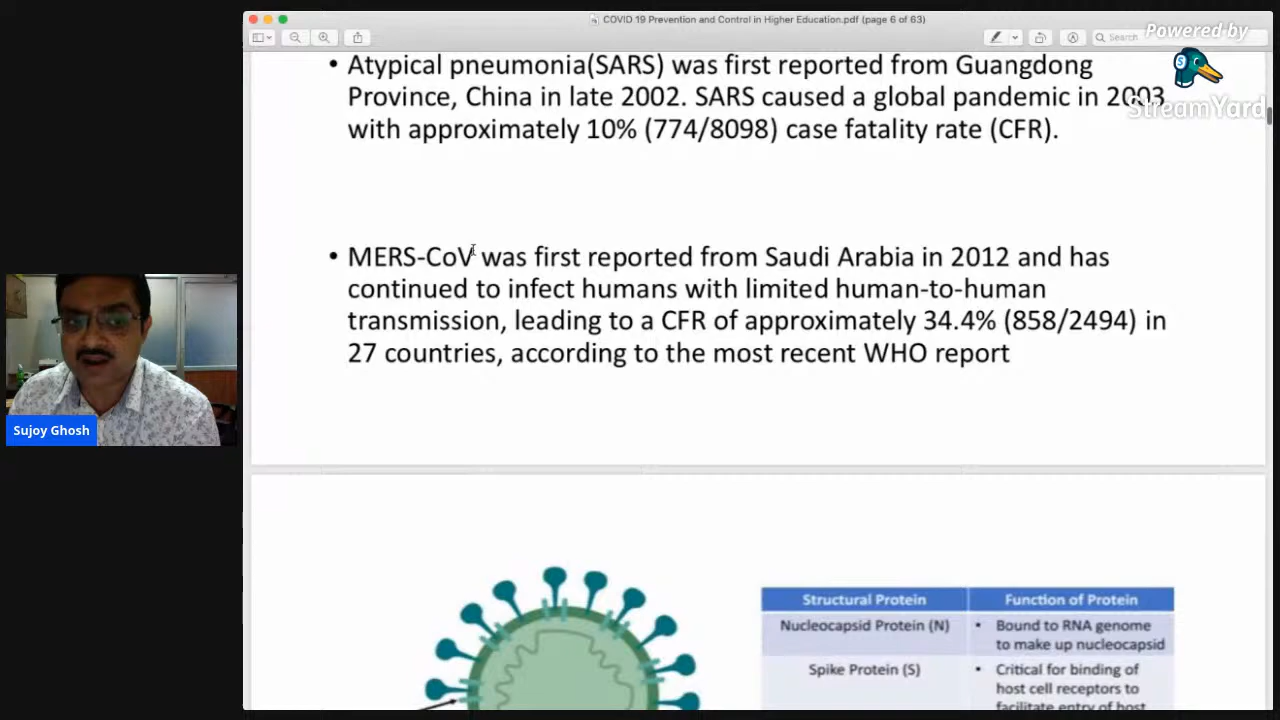 COVID 19 Prevention and Control in Higher Education.pdf (page 6 of 63)
Powered by
Search
StreamYard
• Atypical pneumonia(SARS) was first reported from Guangdong
Province, China in late 2002. SARS caused a global pandemic in 2003
with approximately 10% (774/8098) case fatality rate (CFR).
• MERS-CoV was first reported from Saudi Arabia in 2012 and has
continued to infect humans with limited human-to-human
transmission, leading to a CFR of approximately 34.4% (858/2494) in
27 countries, according to the most recent WHO report
Sujoy Ghosh
Structural Protein
Function of Protein
Nucleocapsid Protein (N)
• Bound to RNA genome
to make up nucleocapsid
Spike Protein (S)
• Critical for binding of
host cell receptors to
facilitate entry of host